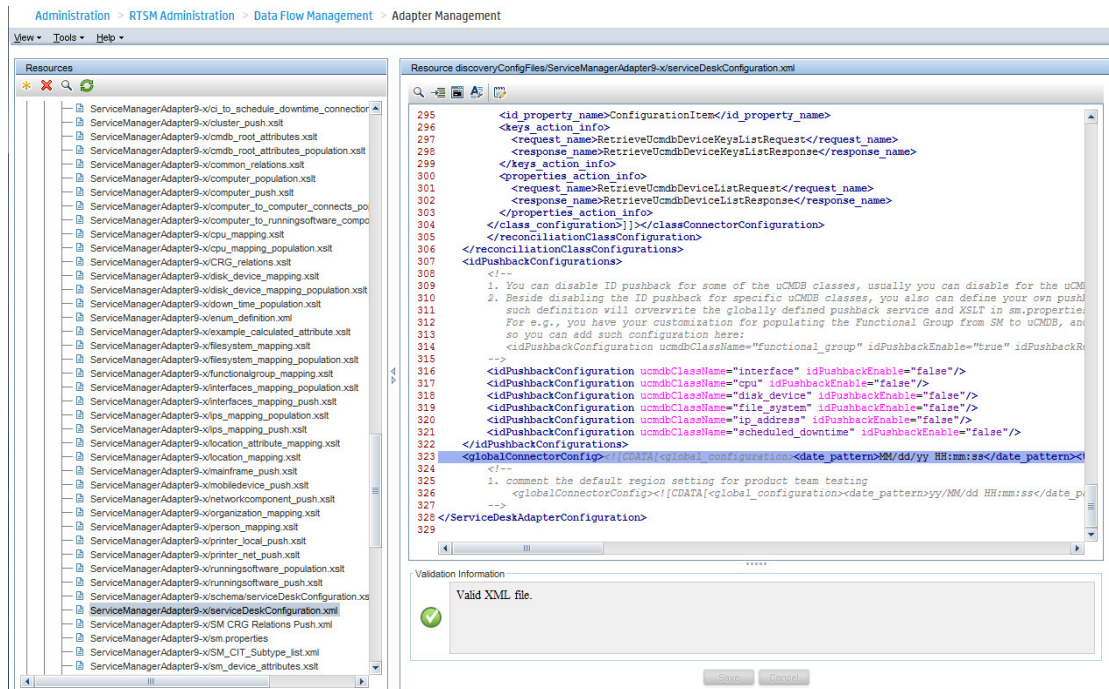 Administration > RTSM Administration > Data Flow Management > Adapter Management
View Tools Help
Resources
ServiceManagerAdapter9-x/ci_to_schedule_downtime_connection
ServiceManagerAdapter9-x/cluster_push.xslt
ServiceManagerAdapter9-x/cmdb_root_attributes.xslt
ServiceManagerAdapter9-x/cmdb_root_attributes_population.xslt
ServiceManagerAdapter9-x/common_relations.xslt
ServiceManagerAdapter9-x/computer_population.xslt
ServiceManagerAdapter9-x/computer_push.xslt
ServiceManagerAdapter9-x/computer_to_computer_connects_po
ServiceManagerAdapter9-x/computer_to_runningsoftware_compo
ServiceManagerAdapter9-x/cpu_mapping.xslt
ServiceManagerAdapter9-x/cpu_mapping_population.xslt
ServiceManagerAdapter9-x/CRG_relations.xslt
ServiceManagerAdapter9-x/disk_device_mapping.xslt
ServiceManagerAdapter9-x/disk_device_mapping_population.xslt
ServiceManagerAdapter9-x/down_time_population.xslt
ServiceManagerAdapter9-x/enum_definition.xml
ServiceManagerAdapter9-x/example_calculated_attribute.xslt
ServiceManagerAdapter9-x/filesystem_mapping.xslt
ServiceManagerAdapter9-x/filesystem_mapping_population.xslt
ServiceManagerAdapter9-x/functionalgroup_mapping.xslt
ServiceManagerAdapter9-x/interfaces_mapping_population.xslt
ServiceManagerAdapter9-x/interfaces_mapping_push.xslt
ServiceManagerAdapter9-x/ips_mapping_population.xslt
ServiceManagerAdapter9-x/ips_mapping_push.xslt
ServiceManagerAdapter9-x/location_attribute_mapping.xslt
ServiceManagerAdapter9-x/location_mapping.xslt
ServiceManagerAdapter9-x/mainframe_push.xslt
ServiceManagerAdapter9-x/mobiledevice_push.xslt
ServiceManagerAdapter9-x/networkcomponent_push.xslt
ServiceManagerAdapter9-x/organization_mapping.xslt
ServiceManagerAdapter9-x/person_mapping.xslt
ServiceManagerAdapter9-x/printer_local_push.xslt
ServiceManagerAdapter9-x/printer_net_push.xslt
ServiceManagerAdapter9-x/runningsoftware_population.xslt
ServiceManagerAdapter9-x/runningsoftware_push.xslt
ServiceManagerAdapter9-x/schema/serviceDeskConfiguration.xs
ServiceManagerAdapter9-x/serviceDeskConfiguration.xml
ServiceManagerAdapter9-x/SM CRG Relations Push.xml
ServiceManagerAdapter9-x/sm.properties
ServiceManagerAdapter9-x/SM_CIT_Subtype_list.xml
ServiceManagerAdapter9-x/sm_device_attributes.xslt
Resource discoveryConfigFiles/ServiceManagerAdapter9-x/serviceDeskConfiguration.xml
295 <id_property_name>ConfigurationItem</id_property_name>
296 <keys_action_info>
297 <request_name>RetrieveUcmdbDeviceKeysListRequest</request_name>
298 <response_name>RetrieveUcmdbDeviceKeysListResponse</response_name>
299 </keys_action_info>
300 <properties_action_info>
301 <request_name>RetrieveUcmdbDeviceListRequest</request_name>
302 <response_name>RetrieveUcmdbDeviceListResponse</response_name>
303 </properties_action_info>
304 </class_configuration>]]></classConnectorConfiguration>
305 </reconciliationClassConfiguration>
306 </reconciliationClassConfigurations>
307 <idPushbackConfigurations>
308 <!--
309 1. You can disable ID pushback for some of the uCMDB classes, usually you can disable for the uCM
310 2. Beside disabling the ID pushback for specific uCMDB classes, you also can define your own push
311 such definition will orverwrite the globally defined pushback service and XSLT in sm.properties
312 For e.g., you have your customization for populating the Functional Group from SM to uCMDB, an
313 so you can add such configuration here:
314 <idPushbackConfiguration ucmdbClassName="functional_group" idPushbackEnable="true" idPushbackRe
315 -->
316 <idPushbackConfiguration ucmdbClassName="interface" idPushbackEnable="false"/>
317 <idPushbackConfiguration ucmdbClassName="cpu" idPushbackEnable="false"/>
318 <idPushbackConfiguration ucmdbClassName="disk_device" idPushbackEnable="false"/>
319 <idPushbackConfiguration ucmdbClassName="file_system" idPushbackEnable="false"/>
320 <idPushbackConfiguration ucmdbClassName="ip_address" idPushbackEnable="false"/>
321 <idPushbackConfiguration ucmdbClassName="scheduled_downtime" idPushbackEnable="false"/>
322 </idPushbackConfigurations>
323 <globalConnectorConfig><![CDATA[<global_configuration><date_pattern>MM/dd/yy HH:mm:ss</date_pattern><t
324 <!--
325 1. comment the default region setting for product team testing
326 <globalConnectorConfig><![CDATA[<global_configuration><date_pattern>yy/MM/dd HH:mm:ss</date_pa
327 -->
328 </ServiceDeskAdapterConfiguration>
329
Validation Information
Valid XML file.
Save Cancel